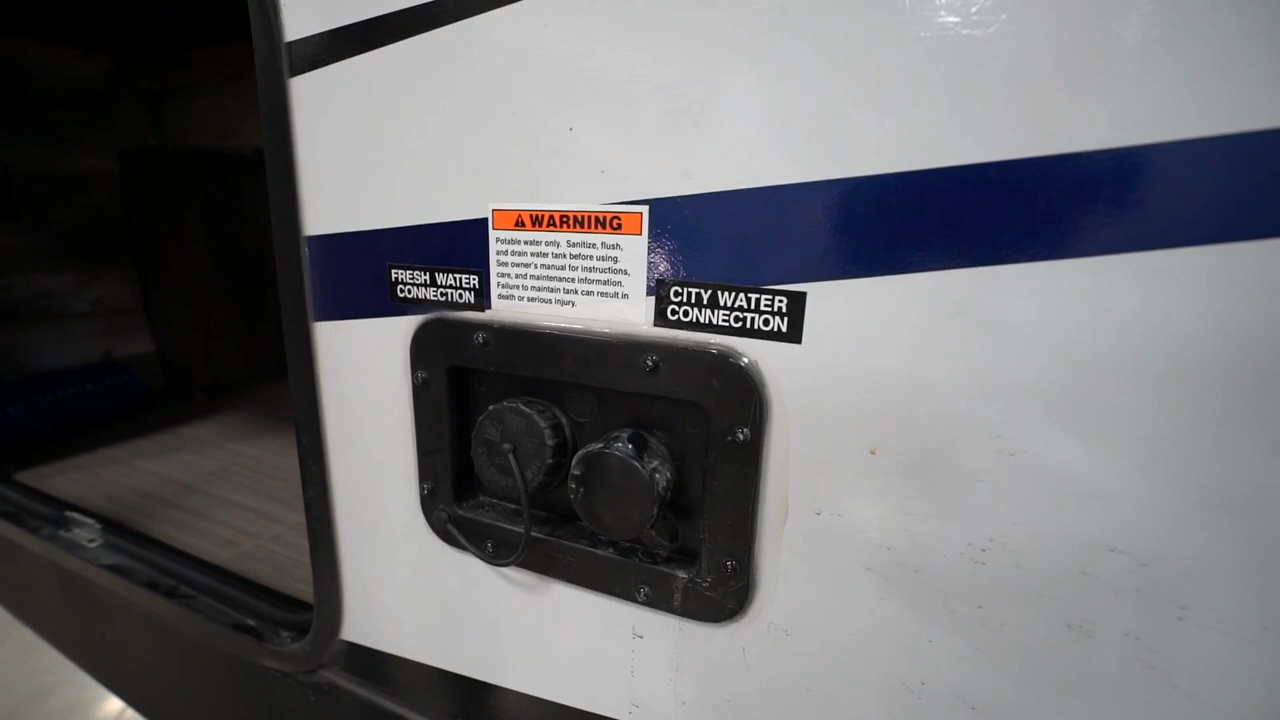 WARNING
Potable water only. Sanitize, flush,
and drain water tank before using.
See owner's manual for instructions,
care, and maintenance information.
Failure to maintain tank can result in
death or serious injury.
FRESH WATER
CONNECTION
CITY WATER
CONNECTION